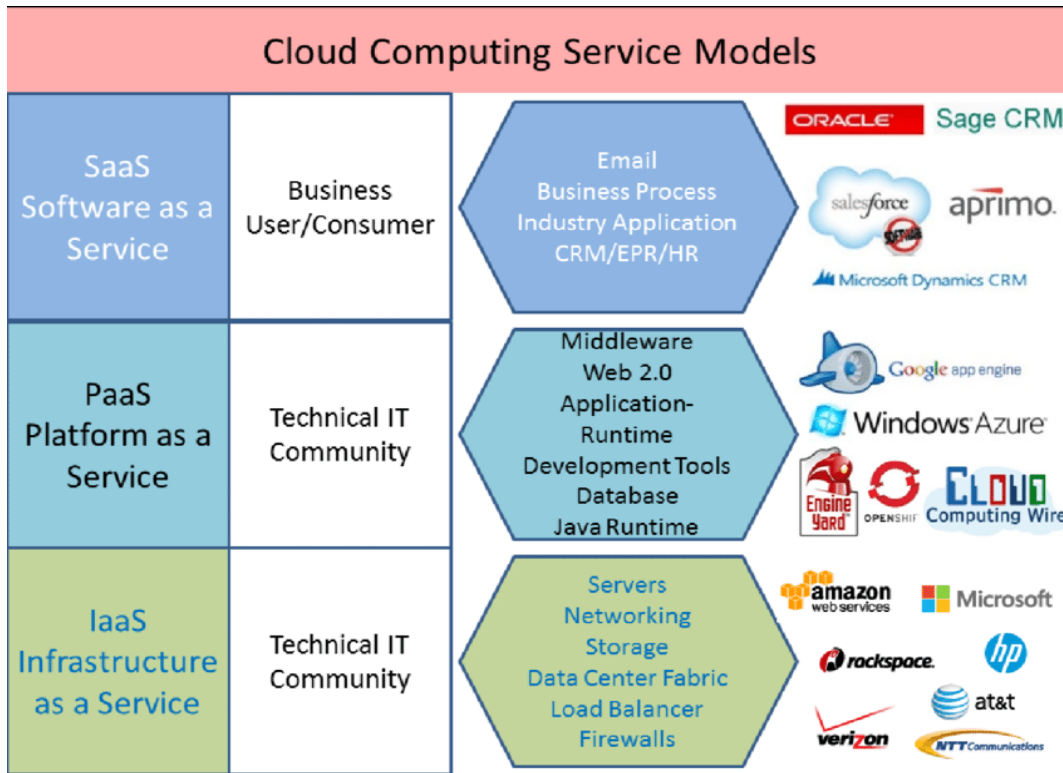 Cloud Computing Service Models
SaaS
Software as a
Service
Business
User/Consumer
Email
Business Process
Industry Application
CRM/EPR/HR
ORACLE
Sage CRM
salesforce
SOFTWARE
aprimo.
Microsoft Dynamics CRM
PaaS
Platform as a
Service
Technical IT
Community
Middleware
Web 2.0
Application-
Runtime
Development Tools
Database
Java Runtime
Google app engine
Windows Azure
Engine
Yard
OPENSHIF
CLOUD
Computing Wire
IaaS
Infrastructure
as a Service
Technical IT
Community
Servers
Networking
Storage
Data Center Fabric
Load Balancer
Firewalls
amazon
web services
Microsoft
rackspace.
hp
at&t
verizon
NTT Communications